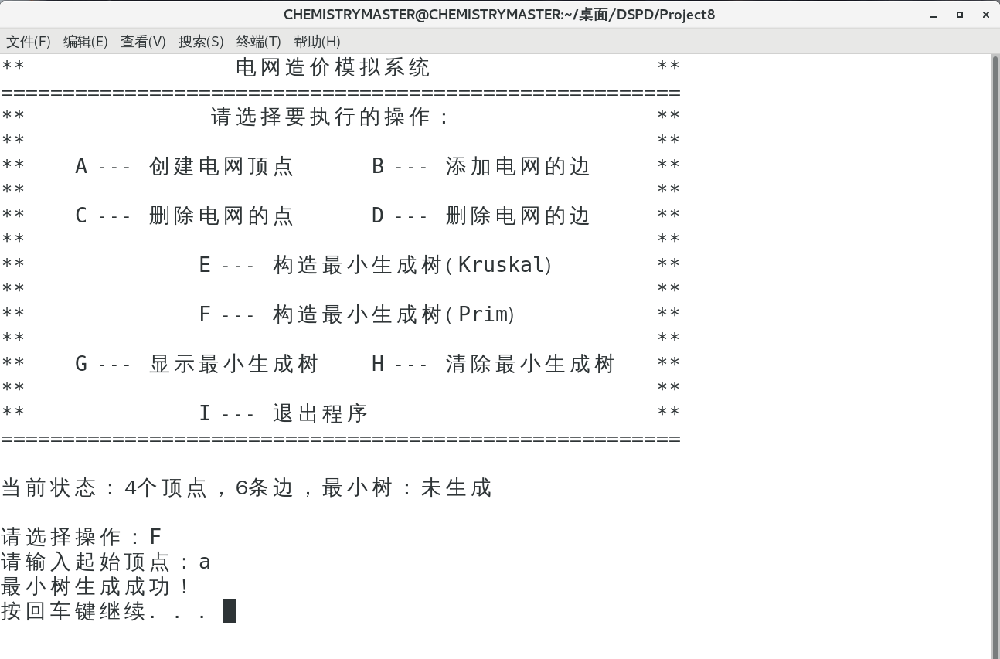 CHEMISTRYMASTER@CHEMISTRYMASTER:~/桌面/DSPD/Project8
文件(F) 编辑(E) 查看(V) 搜索(S) 终端(T) 帮助(H)
** 电网造价模拟系统 **
=======================================================
** 请选择要执行的操作： **
** **
** A --- 创建电网顶点 B --- 添加电网的边 **
** **
** C --- 删除电网的点 D --- 删除电网的边 **
** **
** E --- 构造最小生成树(Kruskal) **
** **
** F --- 构造最小生成树(Prim) **
** **
** G --- 显示最小生成树 H --- 清除最小生成树 **
** **
** I --- 退出程序 **
=======================================================
当前状态：4个顶点，6条边，最小树：未生成
请选择操作：F
请输入起始顶点：a
最小树生成成功！
按回车键继续. . .